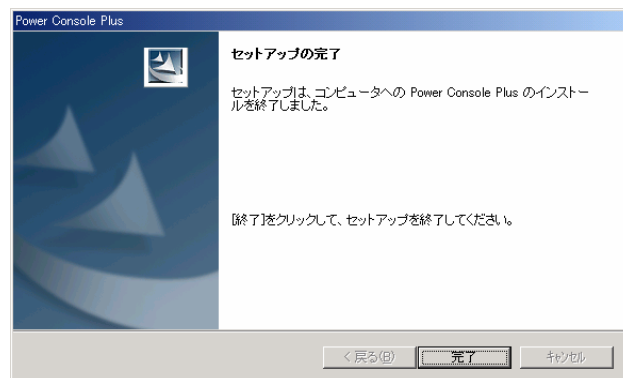 Power Console Plus
セットアップの完了
セットアップは、コンピュータへの Power Console Plus のインストー
ルを終了しました。
[終了]をクリックして、セットアップを終了してください。
< 戻る(B)
完了
キャンセル